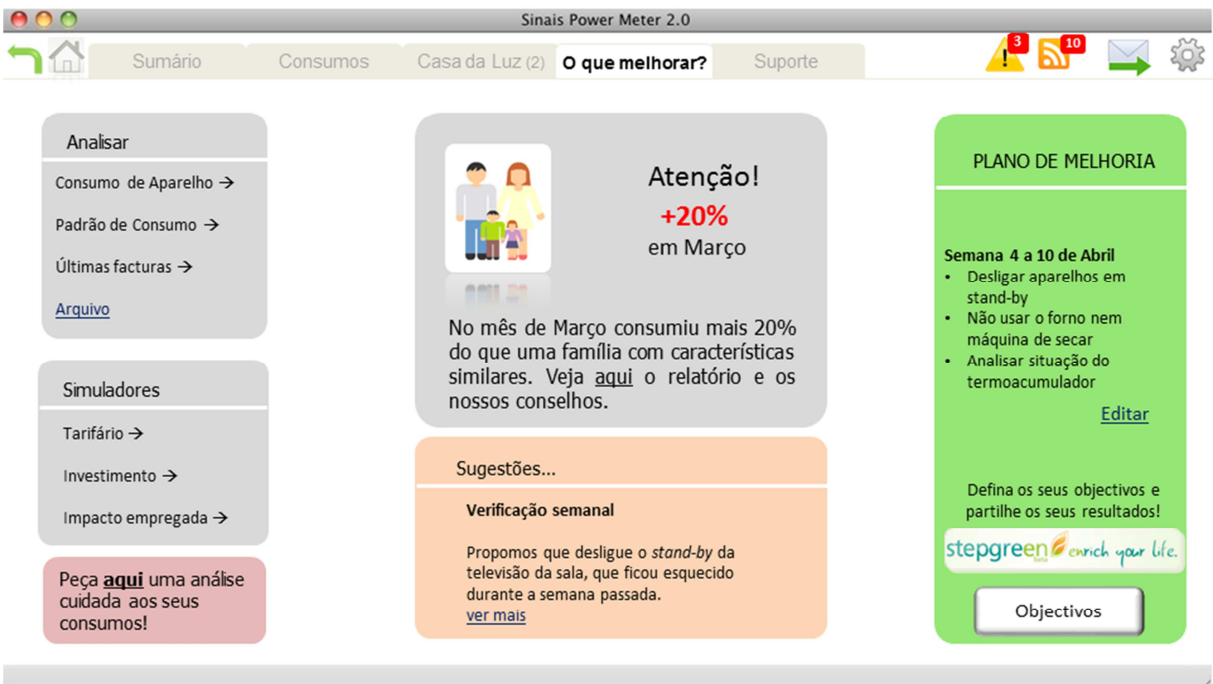 Sinais Power Meter 2.0
Sumário
Consumos
Casa da Luz (2)
O que melhorar?
Suporte
3
10
Analisar
Consumo de Aparelho →
Padrão de Consumo →
Últimas facturas →
Arquivo
Simuladores
Tarifário →
Investimento →
Impacto empregada →
Peça aqui uma análise
cuidada aos seus
consumos!
Atenção!
+20%
em Março
No mês de Março consumiu mais 20%
do que uma família com características
similares. Veja aqui o relatório e os
nossos conselhos.
Sugestões...
Verificação semanal
Propomos que desligue o stand-by da
televisão da sala, que ficou esquecido
durante a semana passada.
ver mais
PLANO DE MELHORIA
Semana 4 a 10 de Abril
• Desligar aparelhos em
stand-by
• Não usar o forno nem
máquina de secar
• Analisar situação do
termoacumulador
Editar
Defina os seus objectivos e
partilhe os seus resultados!
stepgreen beta enrich your life.
Objectivos